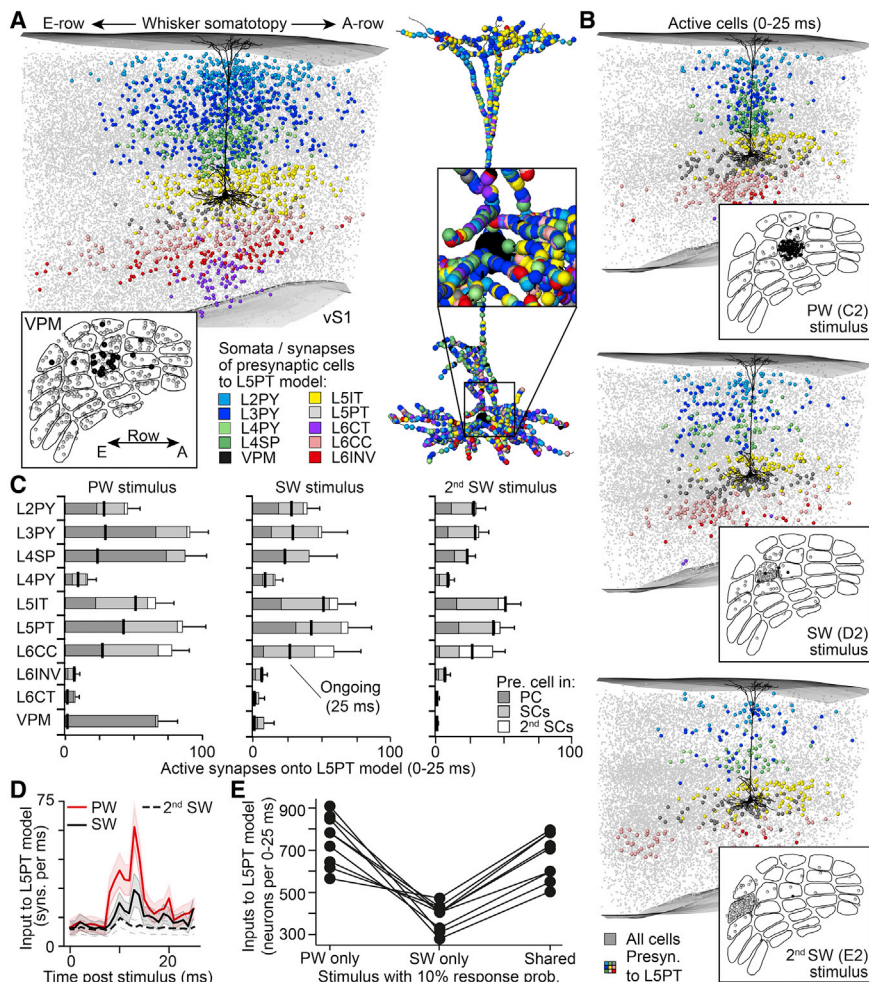 A
E-row
Whisker somatotopy
A-row
vS1
VPM
Row
E
A
Somata / synapses
of presynaptic cells
to L5PT model:
L2PY
L3PY
L4PY
L4SP
VPM
L5IT
L5PT
L6CT
L6CC
L6INV
B
Active cells (0-25 ms)
PW (C2)
stimulus
SW (D2)
stimulus
2nd SW (E2)
stimulus
All cells
Presyn.
to L5PT
C
PW stimulus
SW stimulus
2nd SW stimulus
L2PY
L3PY
L4SP
L4PY
L5IT
L5PT
L6CC
L6INV
L6CT
VPM
Ongoing
(25 ms)
Pre. cell in:
PC
SCs
2nd SCs
0 100
0 100
0 100
Active synapses onto L5PT model (0-25 ms)
D
Input to L5PT model
(syns. per ms)
75
0
PW
SW
2nd SW
0 20
Time post stimulus (ms)
E
Inputs to L5PT model
(neurons per 0-25 ms)
900
700
500
300
PW only
SW only
Shared
Stimulus with 10% response prob.